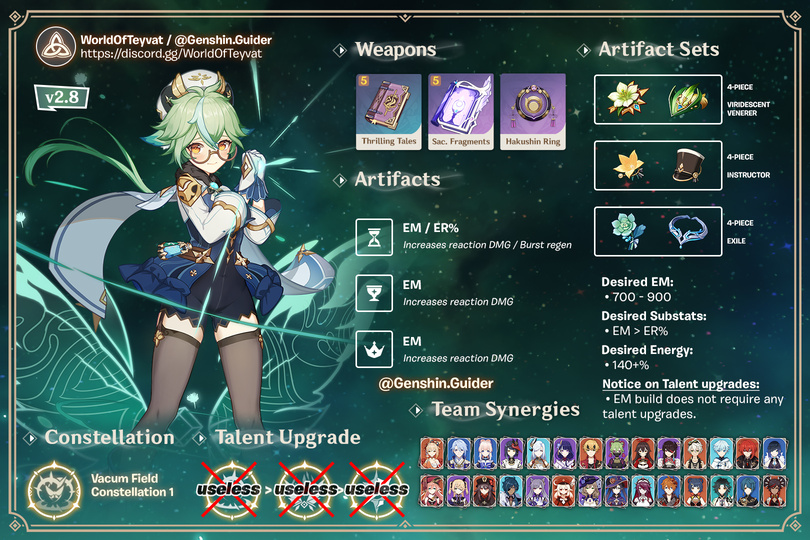 WorldOfTeyvat / @Genshin.Guider
https://discord.gg/WorldOfTeyvat
v2.8
Weapons
5
5
Thrilling Tales
Sac. Fragments
Hakushin Ring
Artifacts
EM / ER%
Increases reaction DMG / Burst regen
EM
Increases reaction DMG
EM
Increases reaction DMG
@Genshin.Guider
Artifact Sets
4-PIECE
VIRIDESCENT
VENERER
4-PIECE
INSTRUCTOR
4-PIECE
EXILE
Desired EM:
• 700 - 900
Desired Substats:
• EM > ER%
Desired Energy:
• 140+%
Notice on Talent upgrades:
• EM build does not require any
talent upgrades.
Team Synergies
Constellation
Vacum Field
Constellation 1
Talent Upgrade
useless > useless > useless